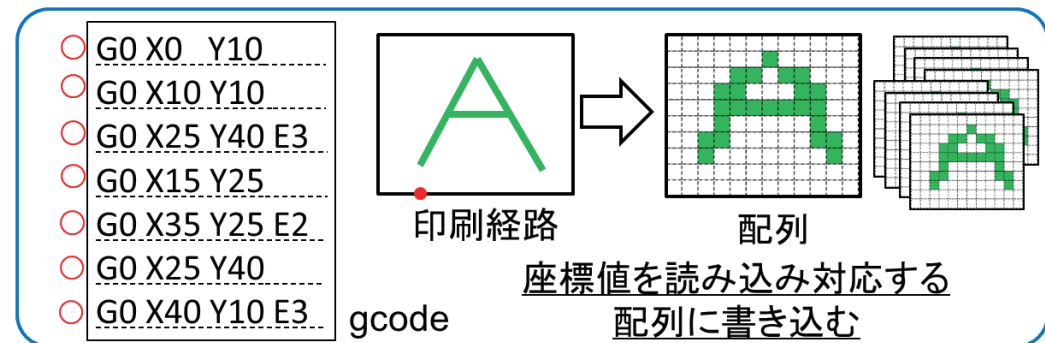 G0 X0 Y10
G0 X10 Y10
G0 X25 Y40 E3
G0 X15 Y25
G0 X35 Y25 E2
G0 X25 Y40
G0 X40 Y10 E3
gcode
印刷経路
配列
座標値を読み込み対応する
配列に書き込む